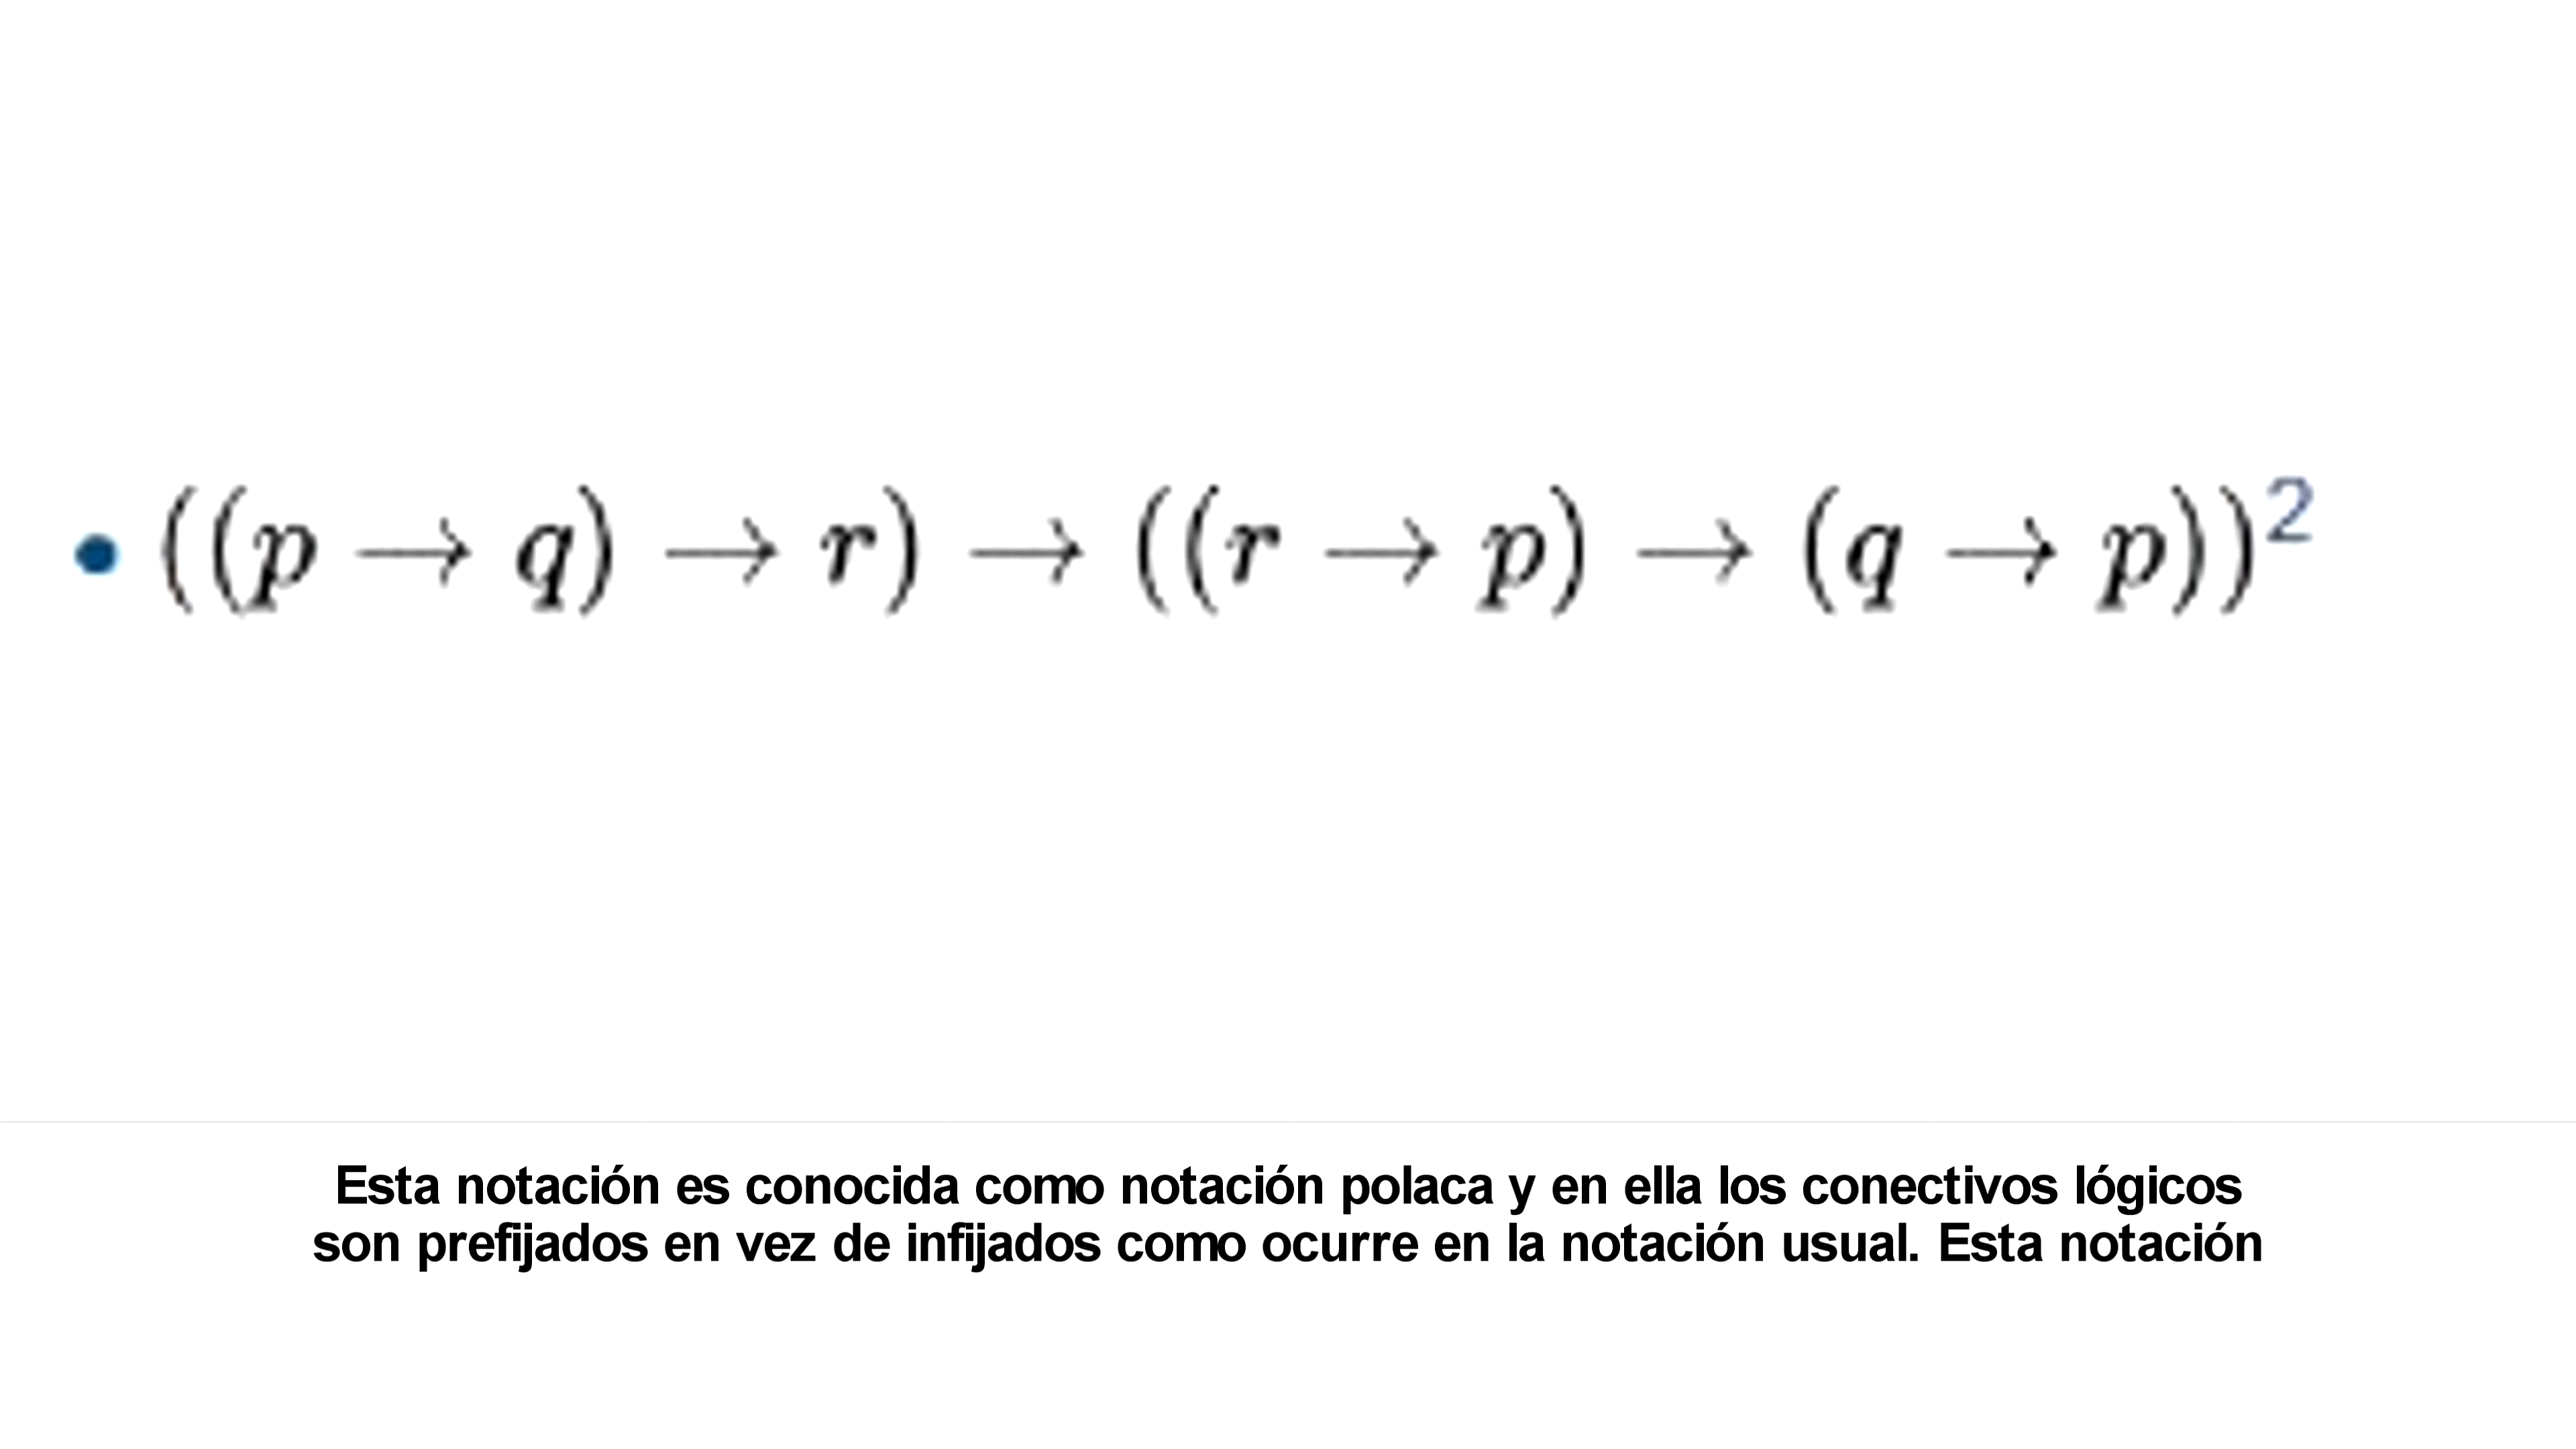 • ((p → q) → r) → ((r → p) → (q → p))²
Esta notación es conocida como notación polaca y en ella los conectivos lógicos
son prefijados en vez de infijados como ocurre en la notación usual. Esta notación